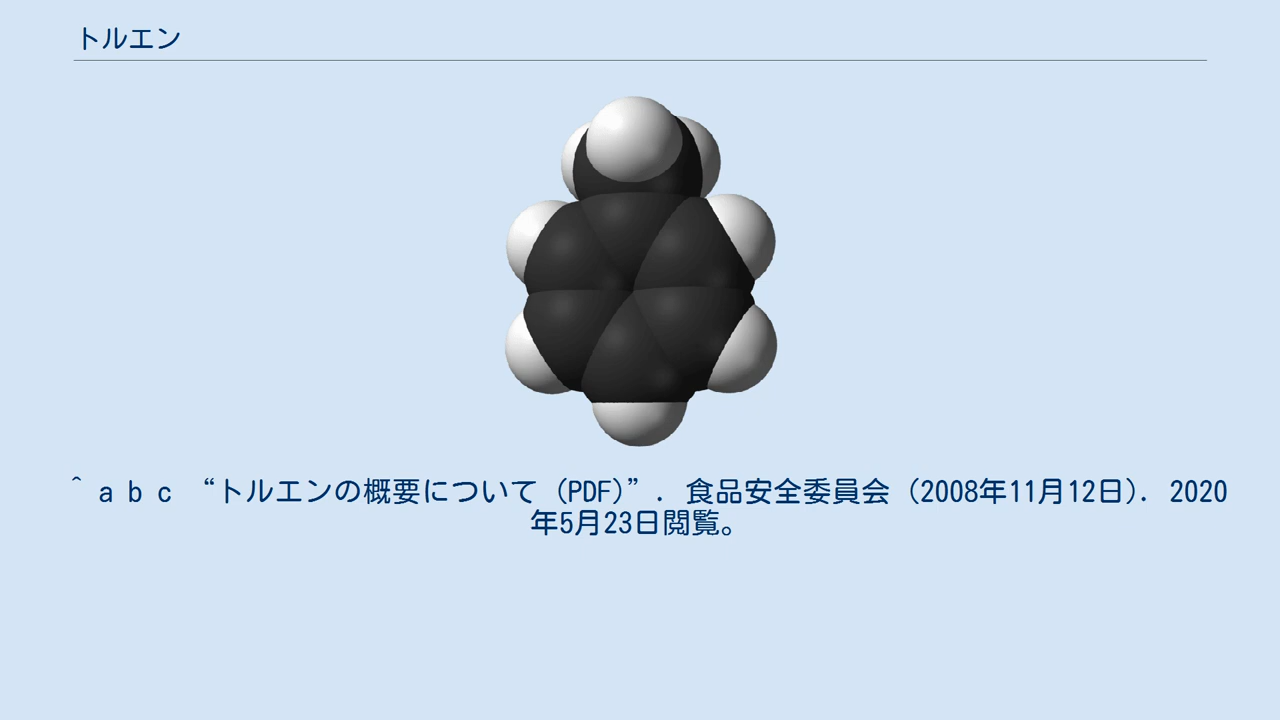 トルエン
^ a b c “トルエンの概要について (PDF)”. 食品安全委員会 (2008年11月12日). 2020
年5月23日閲覧。